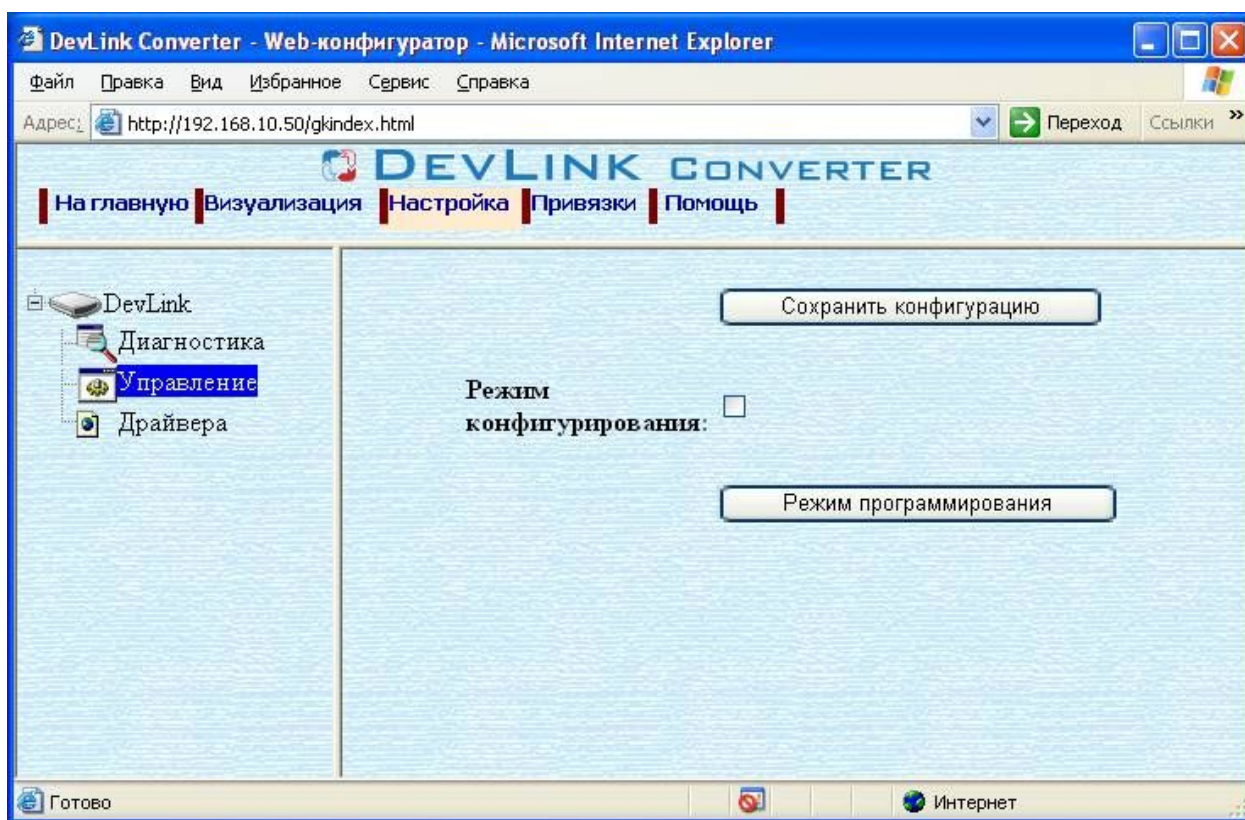 DevLink Converter - Web-конфигуратор - Microsoft Internet Explorer
Файл Правка Вид Избранное Сервис Справка
Адрес: http://192.168.10.50/gkindex.html Переход Ссылки »
DEVLINK CONVERTER
На главную Визуализация Настройка Привязки Помощь
DevLink
Диагностика
Управление
Драйвера
Сохранить конфигурацию
Режим
конфигурирования:
Режим программирования
Готово Интернет